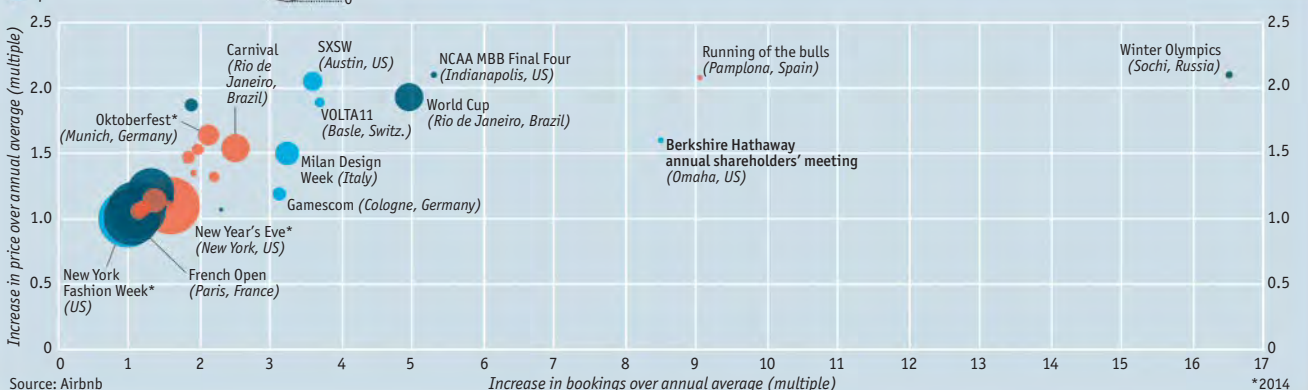 0
2.5
2.0
1.5
1.0
0.5
0
Increase in price over annual average (multiple)
Carnival
(Rio de
Janeiro,
Brazil)
SXSW
(Austin, US)
NCAA MBB Final Four
(Indianapolis, US)
Running of the bulls
(Pamplona, Spain)
Winter Olympics
(Sochi, Russia)
Oktoberfest*
(Munich, Germany)
VOLTA11
(Basle, Switz.)
World Cup
(Rio de Janeiro, Brazil)
Milan Design
Week (Italy)
Berkshire Hathaway
annual shareholders' meeting
(Omaha, US)
Gamescom (Cologne, Germany)
New Year's Eve*
(New York, US)
New York
Fashion Week*
(US)
French Open
(Paris, France)
2.5
2.0
1.5
1.0
0.5
0
0 1 2 3 4 5 6 7 8 9 10 11 12 13 14 15 16 17
Source: Airbnb
Increase in bookings over annual average (multiple)
*2014